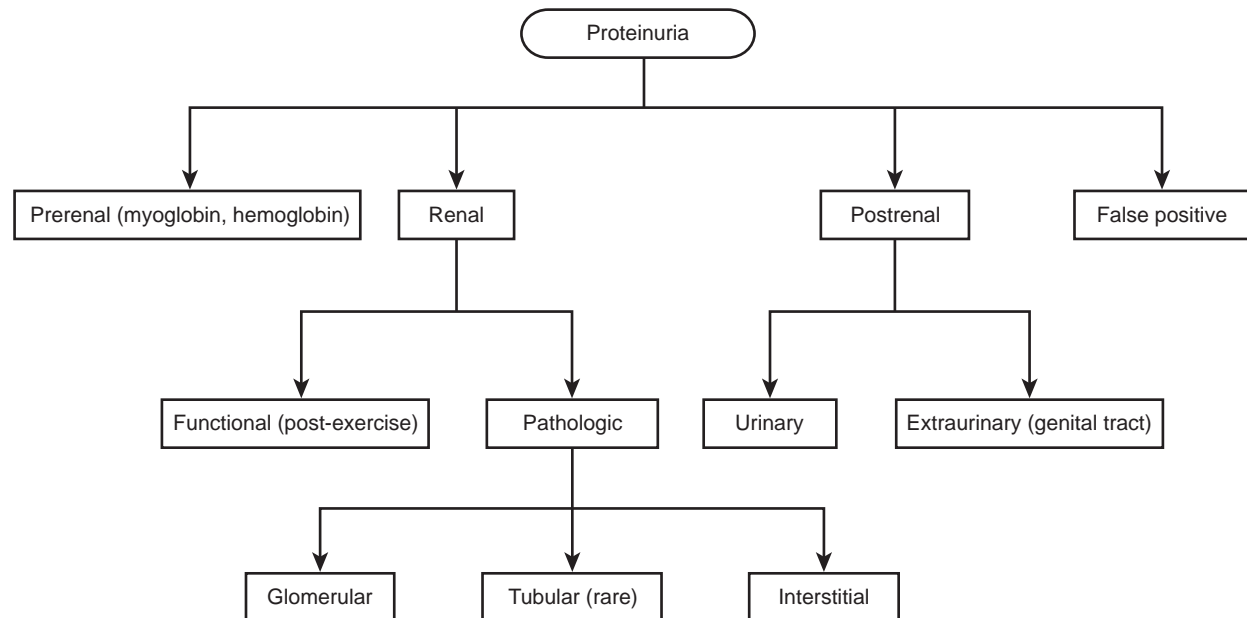 Proteinuria
Prerenal (myoglobin, hemoglobin)
Renal
Postrenal
False positive
Functional (post-exercise)
Pathologic
Urinary
Extraurinary (genital tract)
Glomerular
Tubular (rare)
Interstitial